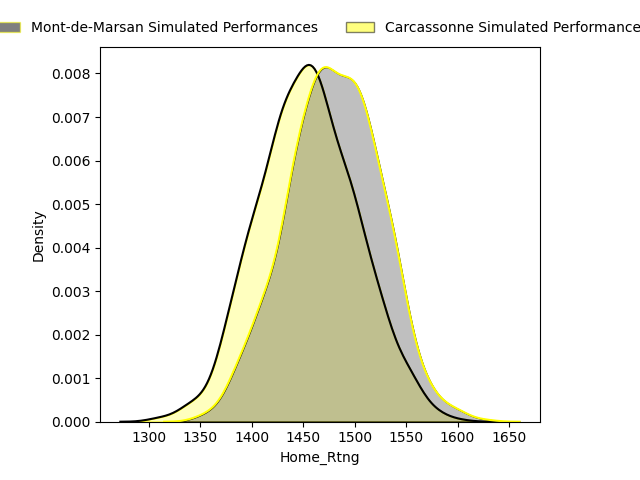 Mont-de-Marsan Simulated Performances Carcassonne Simulated Performance
0.008
0.007
0.006
0.005
0.004
0.003
0.002
0.001
0.000
Density
1300 1350 1400 1450 1500 1550 1600 1650
Home_Rtng